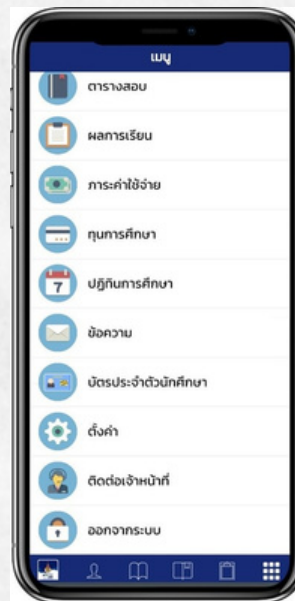 เมนู
ตารางสอบ
ผลการเรียน
ภาระค่าใช้จ่าย
ทุนการศึกษา
7
ปฏิทินการศึกษา
ข้อความ
บัตรประจำตัวนักศึกษา
ตั้งค่า
ติดต่อเจ้าหน้าที่
ออกจากระบบ